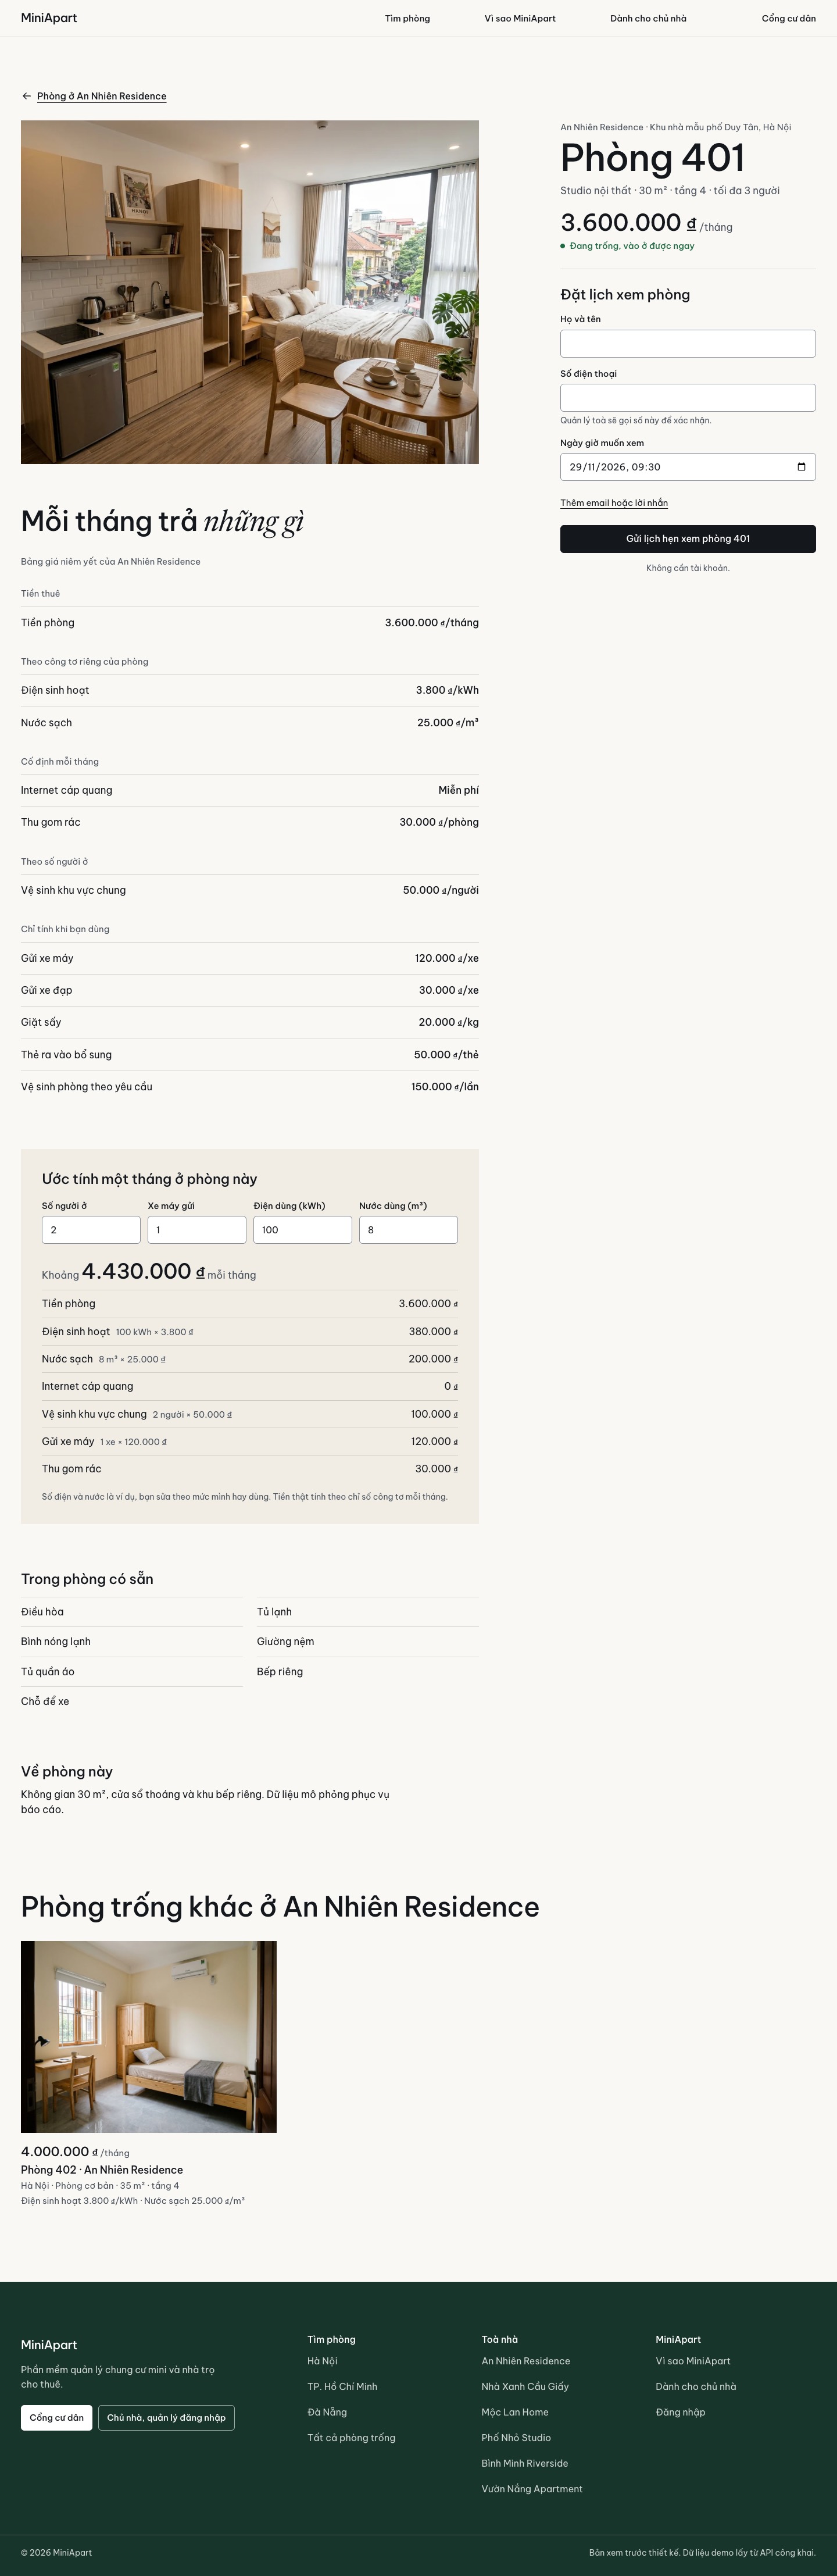 MiniApart
Tìm phòng
Vì sao MiniApart
Dành cho chủ nhà
Cổng cư dân
← Phòng ở An Nhiên Residence
HANOI
An Nhiên Residence · Khu nhà mẫu phố Duy Tân, Hà Nội
Phòng 401
Studio nội thất · 30 m² · tầng 4 · tối đa 3 người
3.600.000 ₫ /tháng
Đang trống, vào ở được ngay
Đặt lịch xem phòng
Họ và tên
Số điện thoại
Quản lý toà sẽ gọi số này để xác nhận.
Ngày giờ muốn xem
29/11/2026, 09:30
Thêm email hoặc lời nhắn
Gửi lịch hẹn xem phòng 401
Không cần tài khoản.
Mỗi tháng trả những gì
Bảng giá niêm yết của An Nhiên Residence
Tiền thuê
Tiền phòng 3.600.000 ₫/tháng
Theo công tơ riêng của phòng
Điện sinh hoạt 3.800 ₫/kWh
Nước sạch 25.000 ₫/m³
Cố định mỗi tháng
Internet cáp quang Miễn phí
Thu gom rác 30.000 ₫/phòng
Theo số người ở
Vệ sinh khu vực chung 50.000 ₫/người
Chỉ tính khi bạn dùng
Gửi xe máy 120.000 ₫/xe
Gửi xe đạp 30.000 ₫/xe
Giặt sấy 20.000 ₫/kg
Thẻ ra vào bổ sung 50.000 ₫/thẻ
Vệ sinh phòng theo yêu cầu 150.000 ₫/lần
Ước tính một tháng ở phòng này
Số người ở
Xe máy gửi
Điện dùng (kWh)
Nước dùng (m³)
2
1
100
8
Khoảng 4.430.000 ₫ mỗi tháng
Tiền phòng 3.600.000 ₫
Điện sinh hoạt 100 kWh × 3.800 ₫ 380.000 ₫
Nước sạch 8 m³ × 25.000 ₫ 200.000 ₫
Internet cáp quang 0 ₫
Vệ sinh khu vực chung 2 người × 50.000 ₫ 100.000 ₫
Gửi xe máy 1 xe × 120.000 ₫ 120.000 ₫
Thu gom rác 30.000 ₫
Số điện và nước là ví dụ, bạn sửa theo mức mình hay dùng. Tiền thật tính theo chỉ số công tơ mỗi tháng.
Trong phòng có sẵn
Điều hòa
Tủ lạnh
Bình nóng lạnh
Giường nệm
Tủ quần áo
Bếp riêng
Chỗ để xe
Về phòng này
Không gian 30 m², cửa sổ thoáng và khu bếp riêng. Dữ liệu mô phỏng phục vụ
báo cáo.
Phòng trống khác ở An Nhiên Residence
4.000.000 ₫ /tháng
Phòng 402 · An Nhiên Residence
Hà Nội · Phòng cơ bản · 35 m² · tầng 4
Điện sinh hoạt 3.800 ₫/kWh · Nước sạch 25.000 ₫/m³
MiniApart
Phần mềm quản lý chung cư mini và nhà trọ
cho thuê.
Cổng cư dân
Chủ nhà, quản lý đăng nhập
Tìm phòng
Hà Nội
TP. Hồ Chí Minh
Đà Nẵng
Tất cả phòng trống
Toà nhà
An Nhiên Residence
Nhà Xanh Cầu Giấy
Mộc Lan Home
Phố Nhỏ Studio
Bình Minh Riverside
Vườn Nắng Apartment
MiniApart
Vì sao MiniApart
Dành cho chủ nhà
Đăng nhập
© 2026 MiniApart
Bản xem trước thiết kế. Dữ liệu demo lấy từ API công khai.